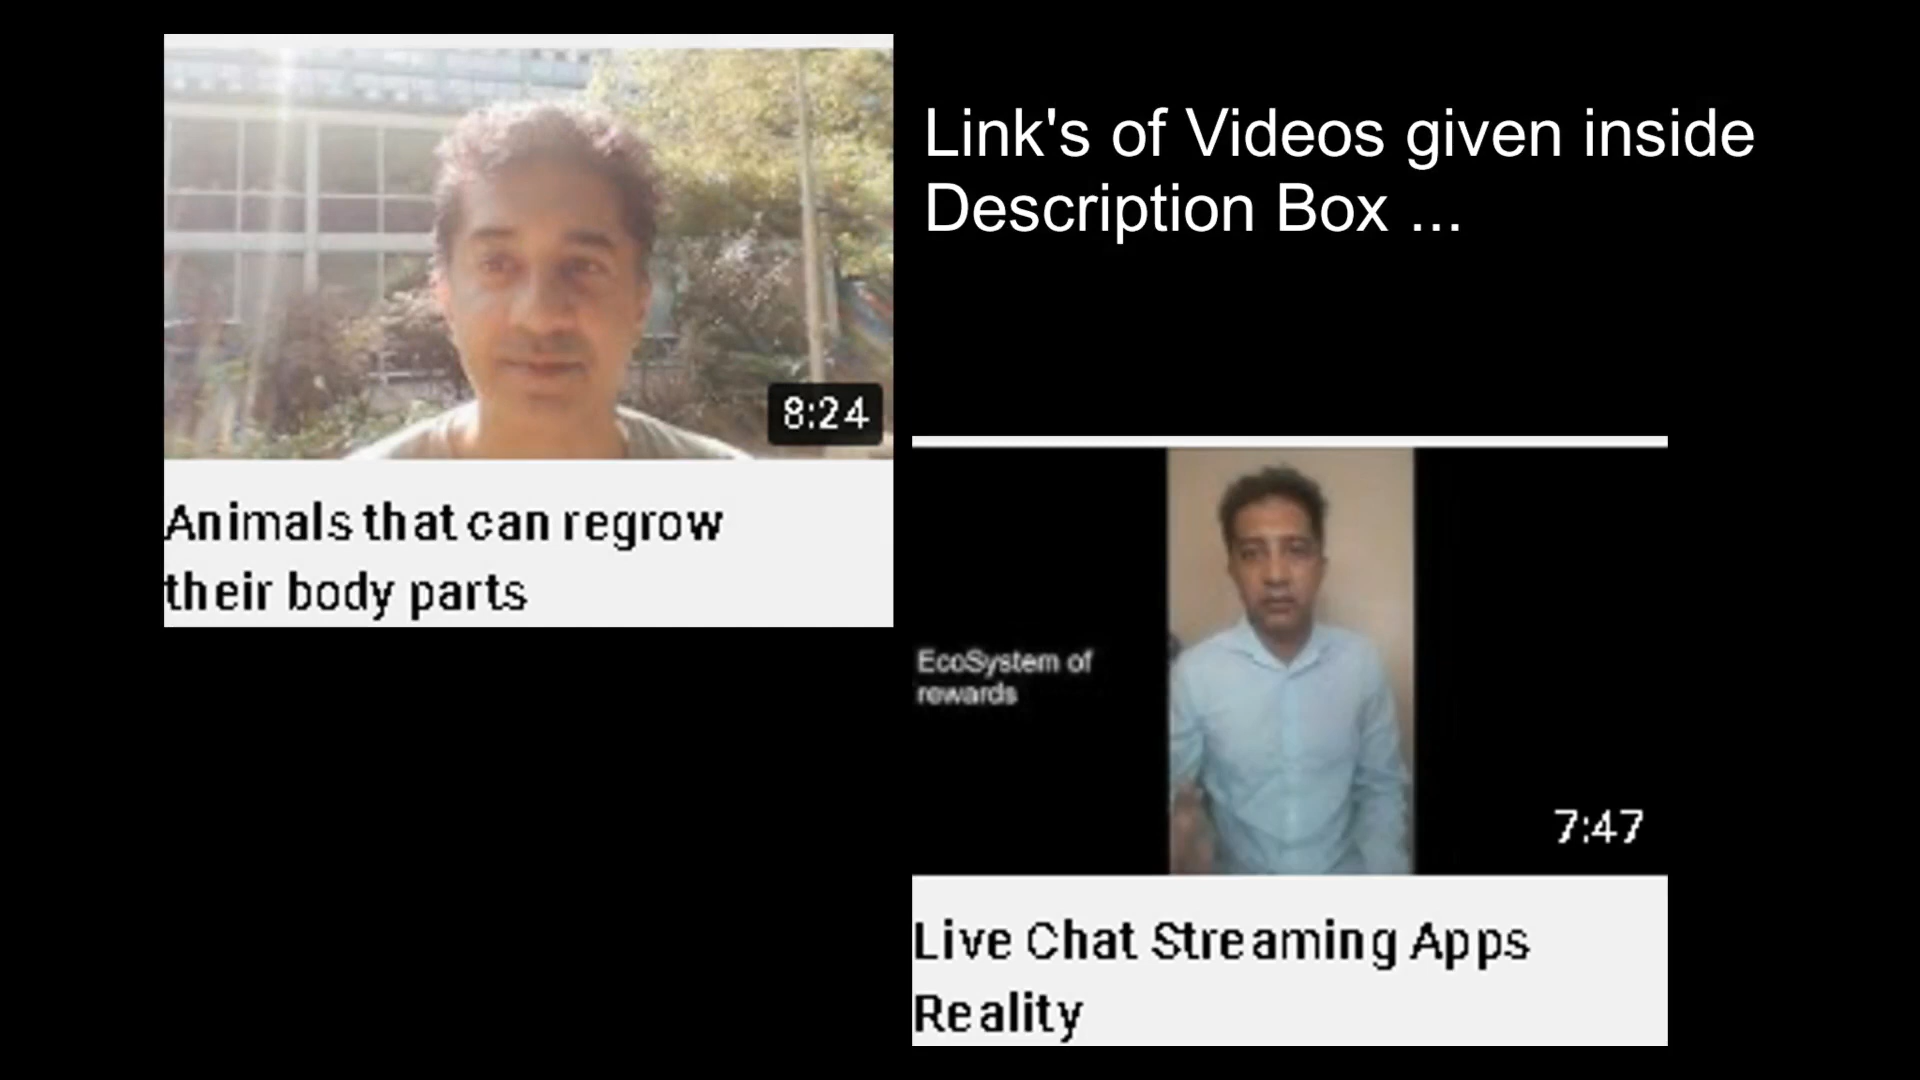 Link's of Videos given inside
Description Box ...
8:24
Animals that can regrow
their body parts
EcoSystem of
rewards
7:47
Live Chat Streaming Apps
Reality